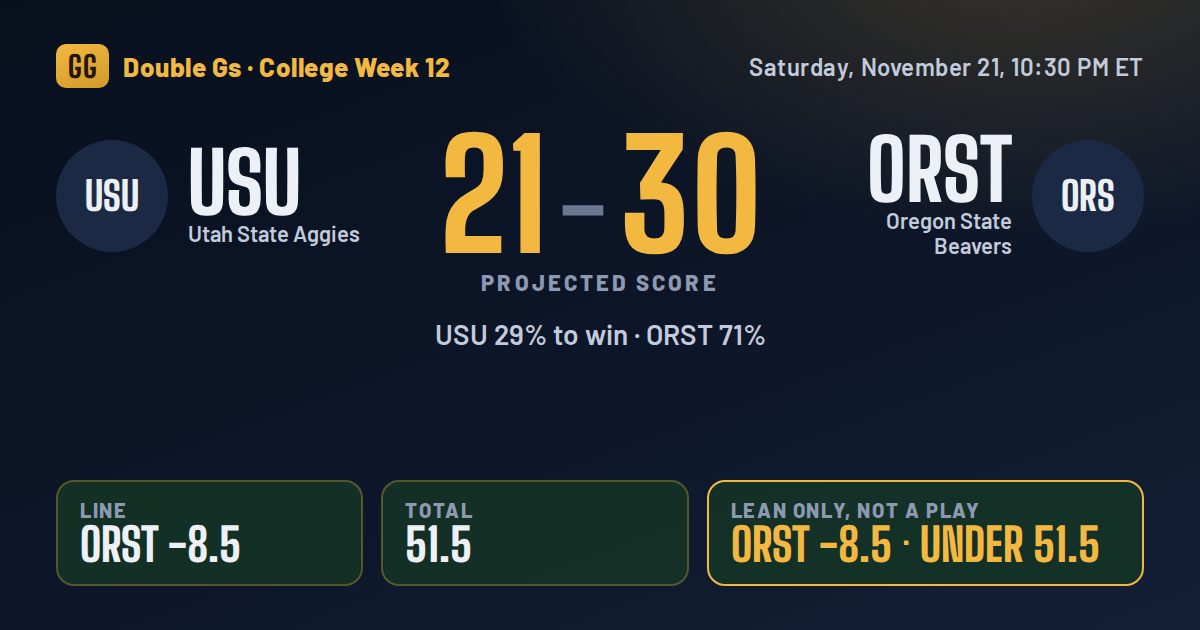 GG
Double Gs · College Week 12
Saturday, November 21, 10:30 PM ET
USU
USU
Utah State Aggies
21 – 30
PROJECTED SCORE
USU 29% to win · ORST 71%
ORST
Oregon State
Beavers
ORS
LINE
ORST −8.5
TOTAL
51.5
LEAN ONLY, NOT A PLAY
ORST −8.5 · UNDER 51.5